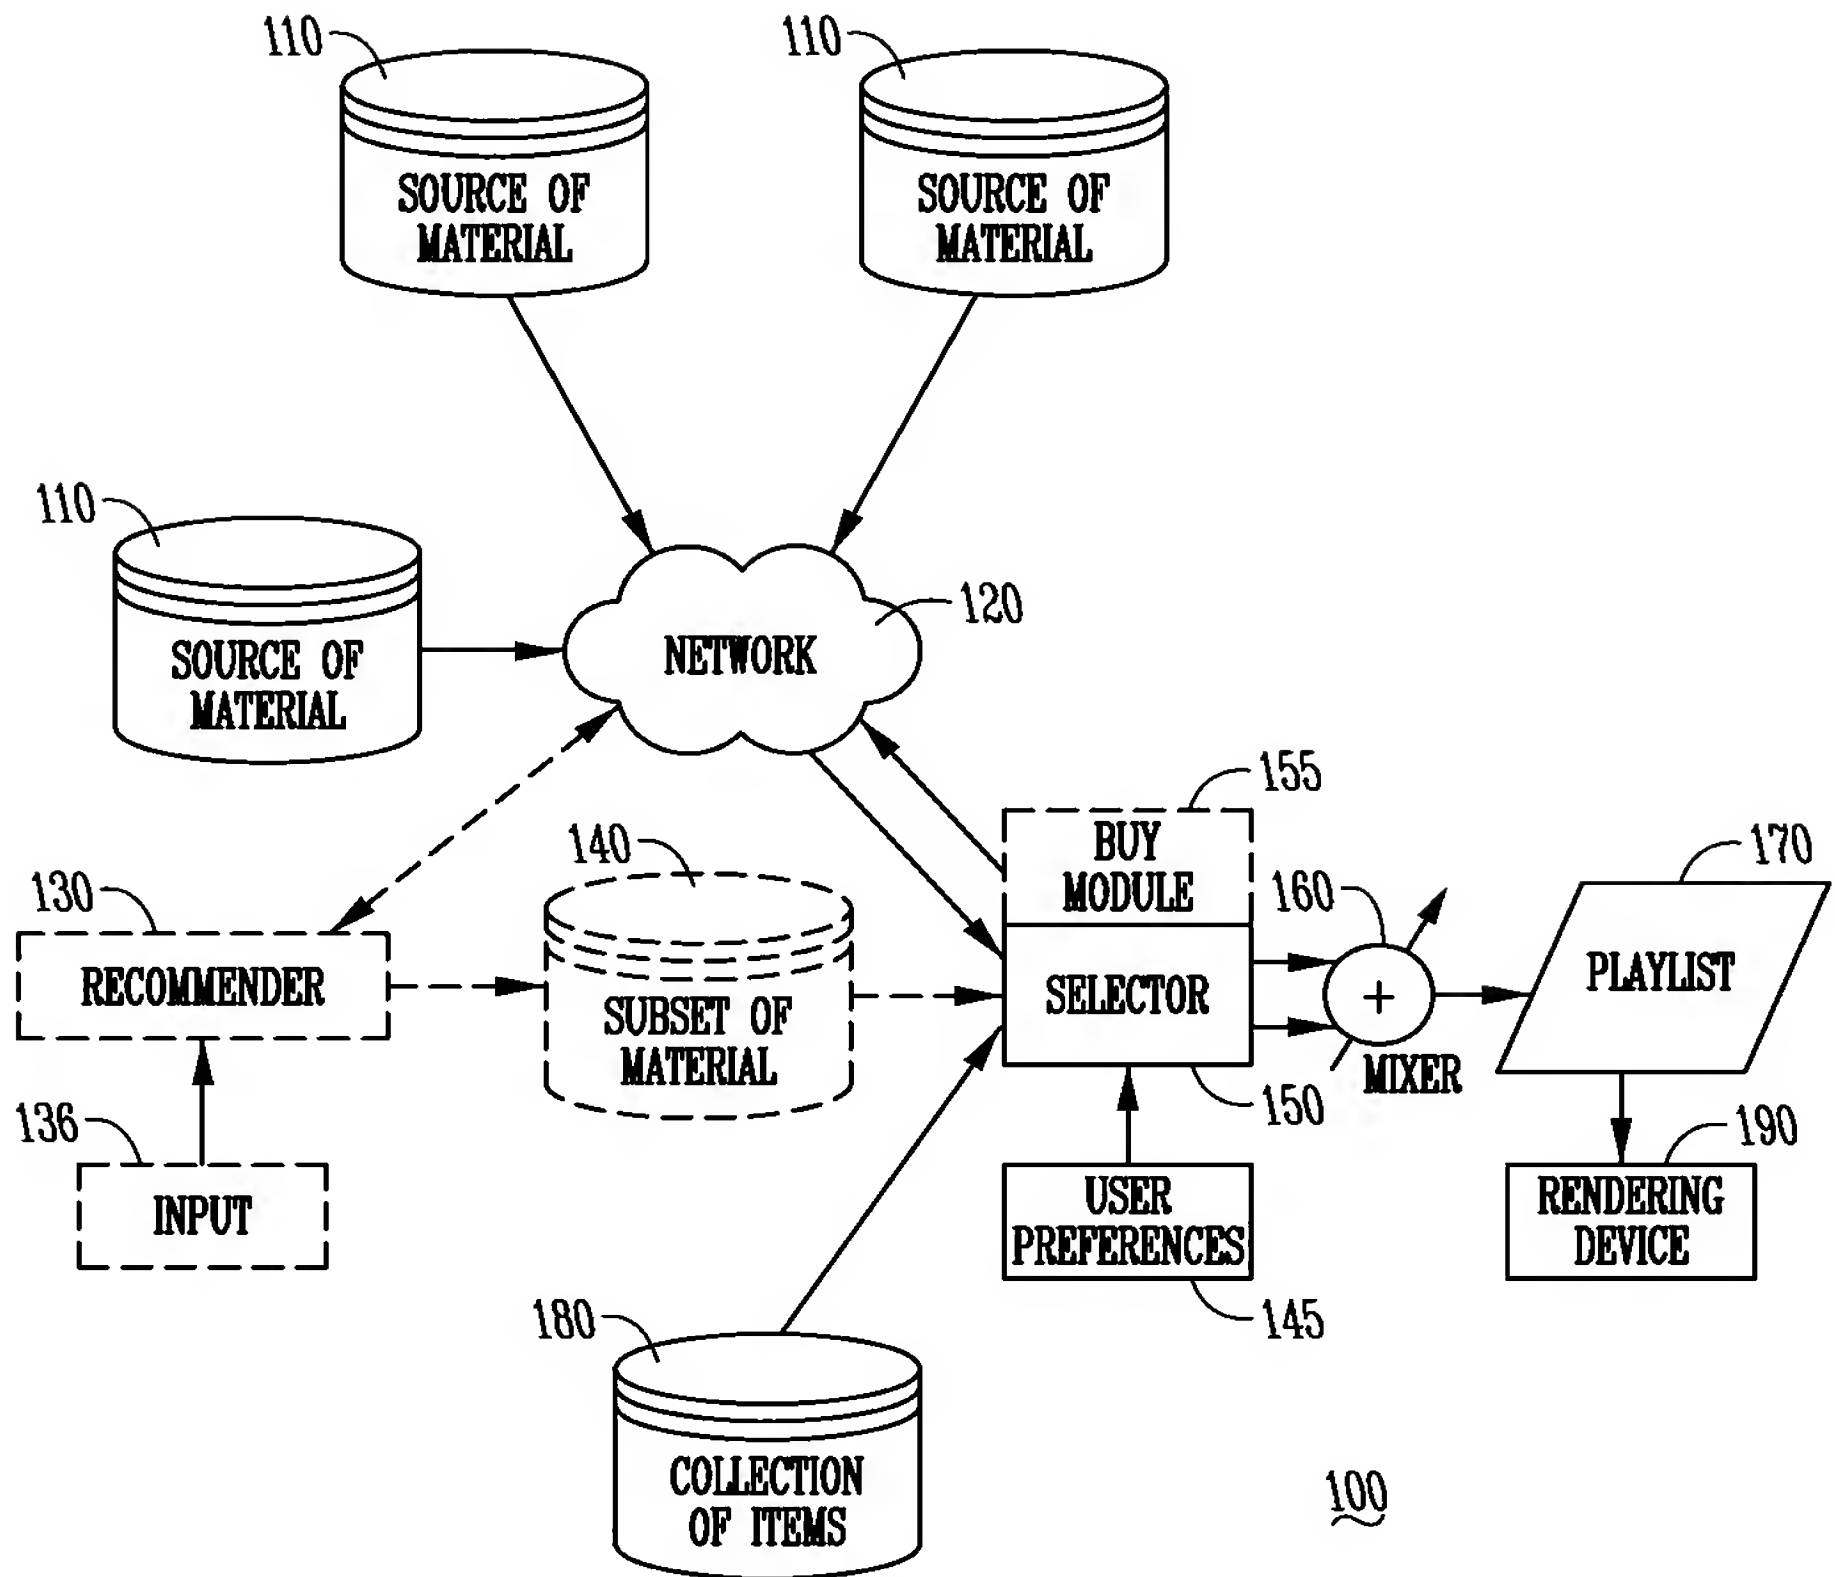 110
110
SOURCE OF
MATERIAL
SOURCE OF
MATERIAL
110
SOURCE OF
MATERIAL
NETWORK
120
155
BUY
MODULE
140
130
RECOMMENDER
SUBSET OF
MATERIAL
SELECTOR
160
+
MIXER
170
PLAYLIST
150
136
INPUT
USER
PREFERENCES
145
190
RENDERING
DEVICE
180
COLLECTION
OF ITEMS
100